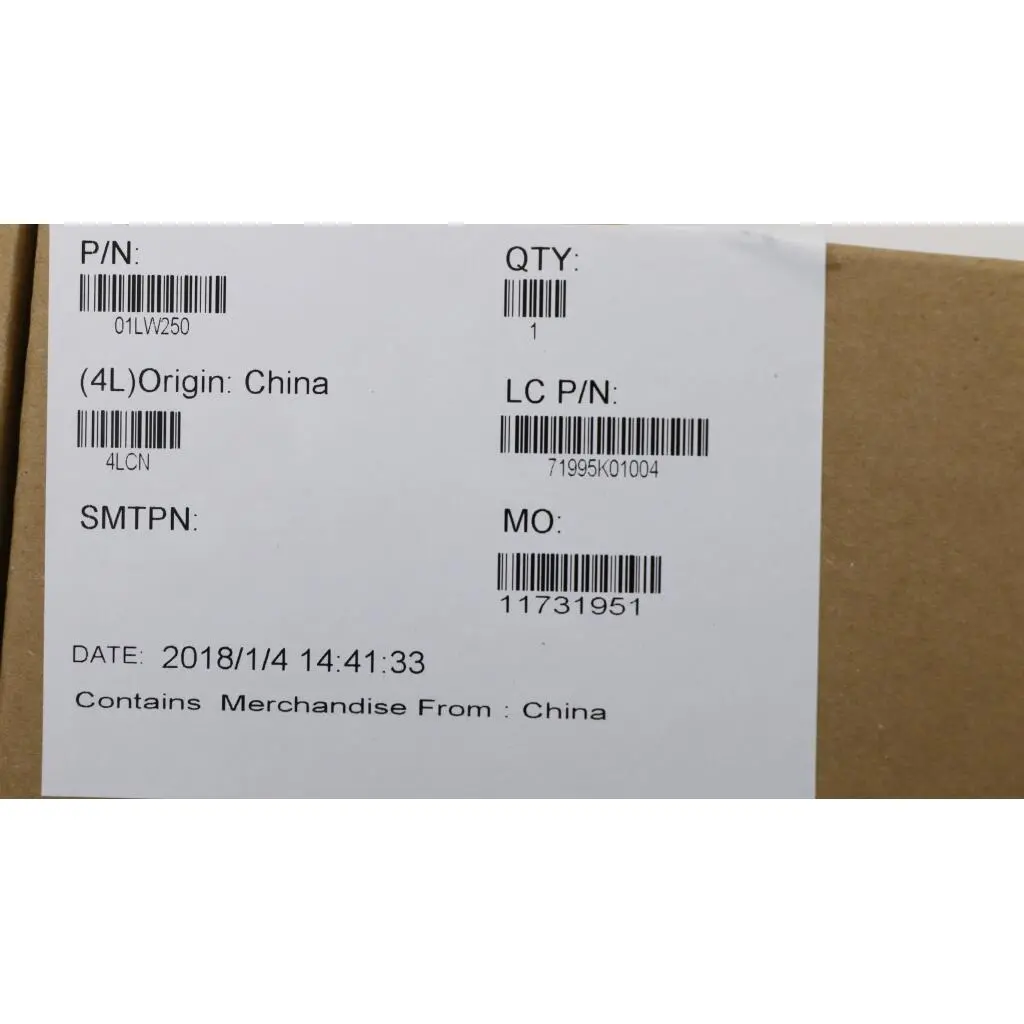 P/N:
01LW250
QTY:
1
(4L)Origin: China
4LCN
LC P/N:
71995K01004
SMTPN:
MO:
11731951
DATE: 2018/1/4 14:41:33
Contains Merchandise From : China